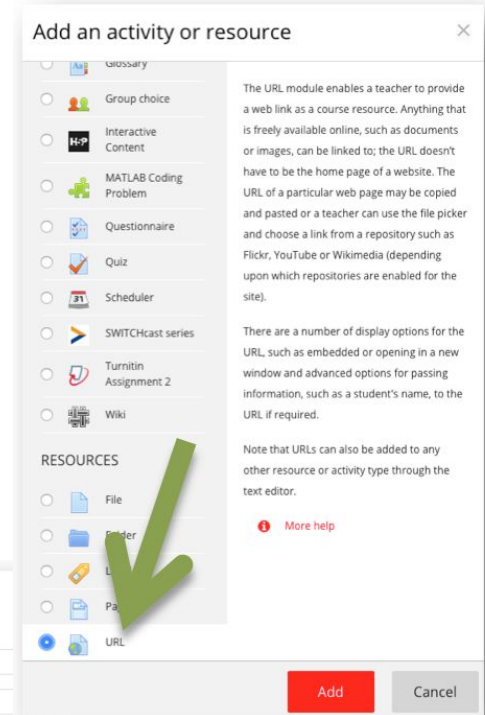 Add an activity or resource ×
Glossary
Group choice
H-P
Interactive
Content
MATLAB Coding
Problem
Questionnaire
Quiz
31
Scheduler
SWITCHcast series
Turnitin
Assignment 2
Wiki
RESOURCES
File
URL
The URL module enables a teacher to provide
a web link as a course resource. Anything that
is freely available online, such as documents
or images, can be linked to; the URL doesn't
have to be the home page of a website. The
URL of a particular web page may be copied
and pasted or a teacher can use the file picker
and choose a link from a repository such as
Flickr, YouTube or Wikimedia (depending
upon which repositories are enabled for the
site).
There are a number of display options for the
URL, such as embedded or opening in a new
window and advanced options for passing
information, such as a student's name, to the
URL if required.
Note that URLs can also be added to any
other resource or activity type through the
text editor.
More help
Add
Cancel